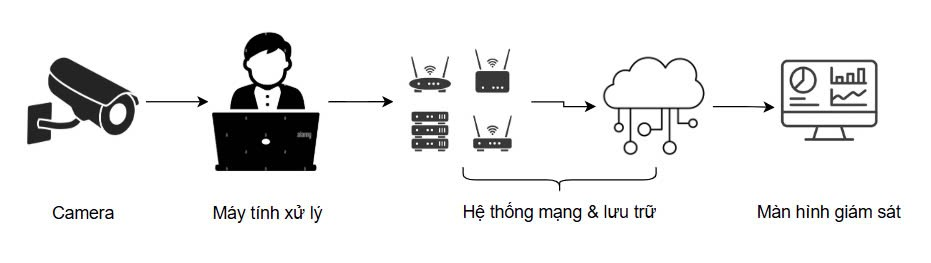 Camera
Máy tính xử lý
Hệ thống mạng & lưu trữ
Màn hình giám sát